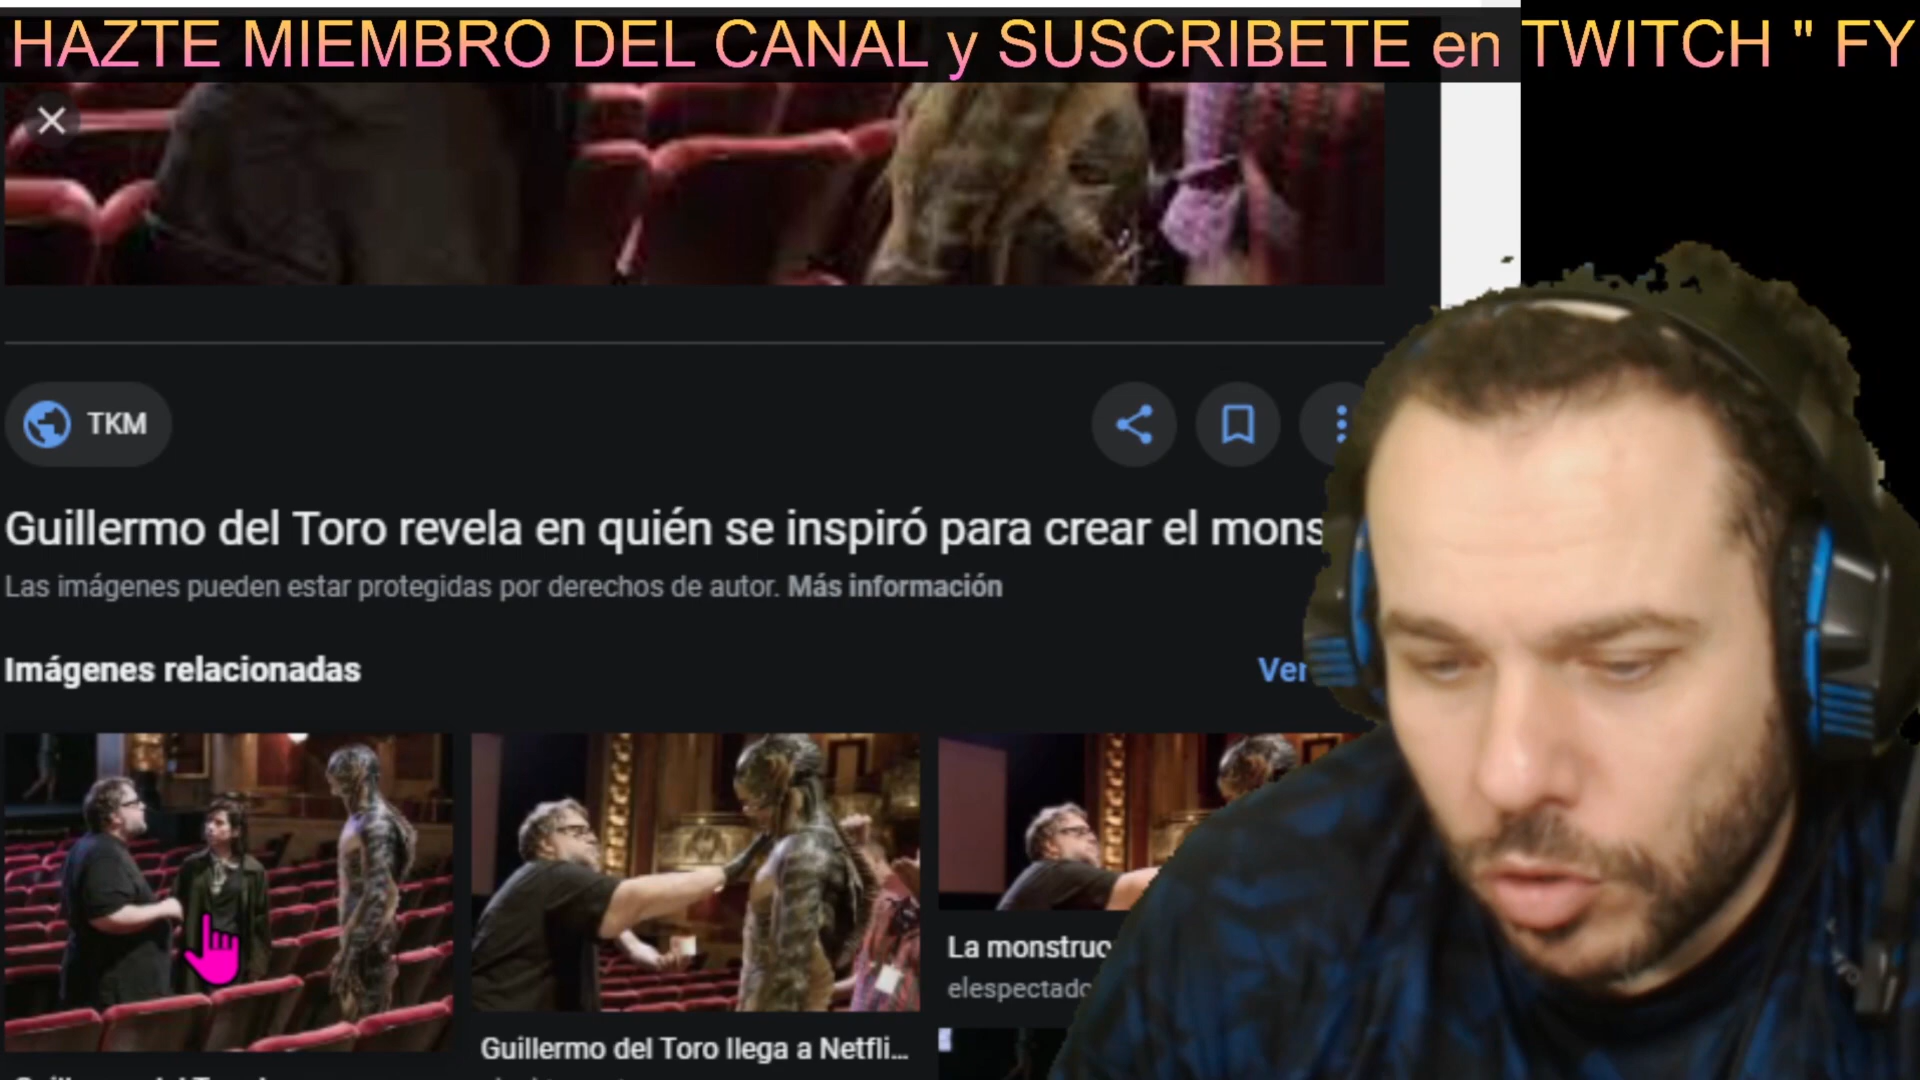 HAZTE MIEMBRO DEL CANAL y SUSCRIBETE en TWITCH " FY
TKM
Guillermo del Toro revela en quién se inspiró para crear el mons
Las imágenes pueden estar protegidas por derechos de autor. Más información
Imágenes relacionadas
Ver
La monstruo
elespectado
Guillermo del Toro llega a Netfli...